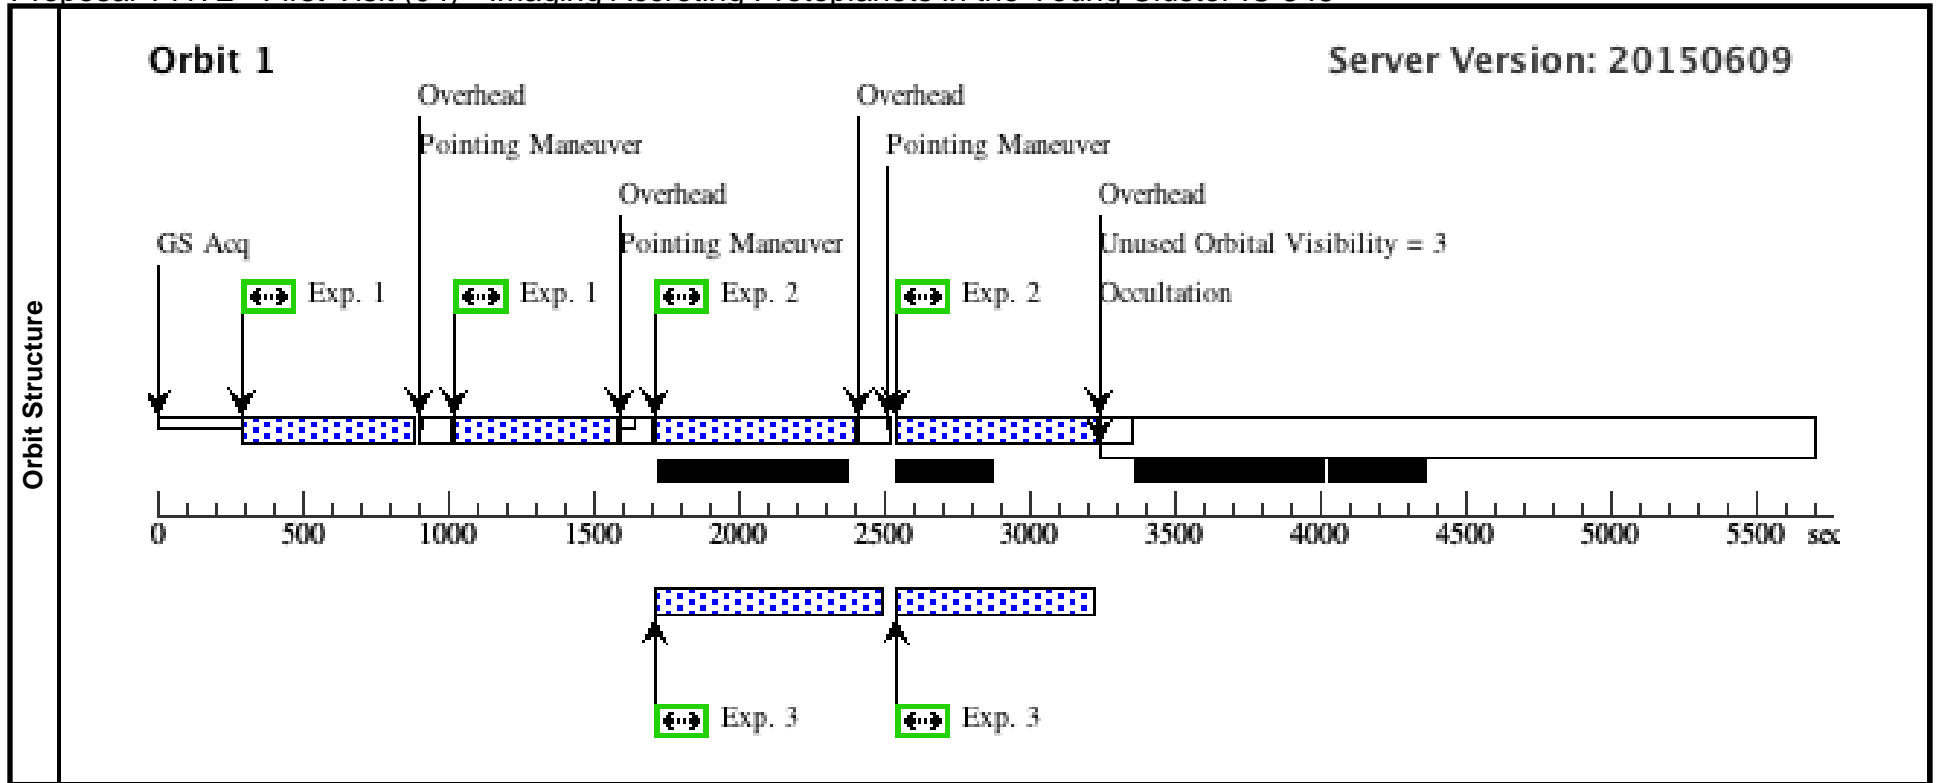 Orbit 1
Server Version: 20150609
Overhead
Overhead
Pointing Maneuver
Pointing Maneuver
Overhead
Overhead
GS Acq
Pointing Maneuver
Unused Orbital Visibility = 3
Exp. 1
Exp. 1
Exp. 2
Exp. 2
Occultation
Orbit Structure
0 500 1000 1500 2000 2500 3000 3500 4000 4500 5000 5500 sec
Exp. 3
Exp. 3